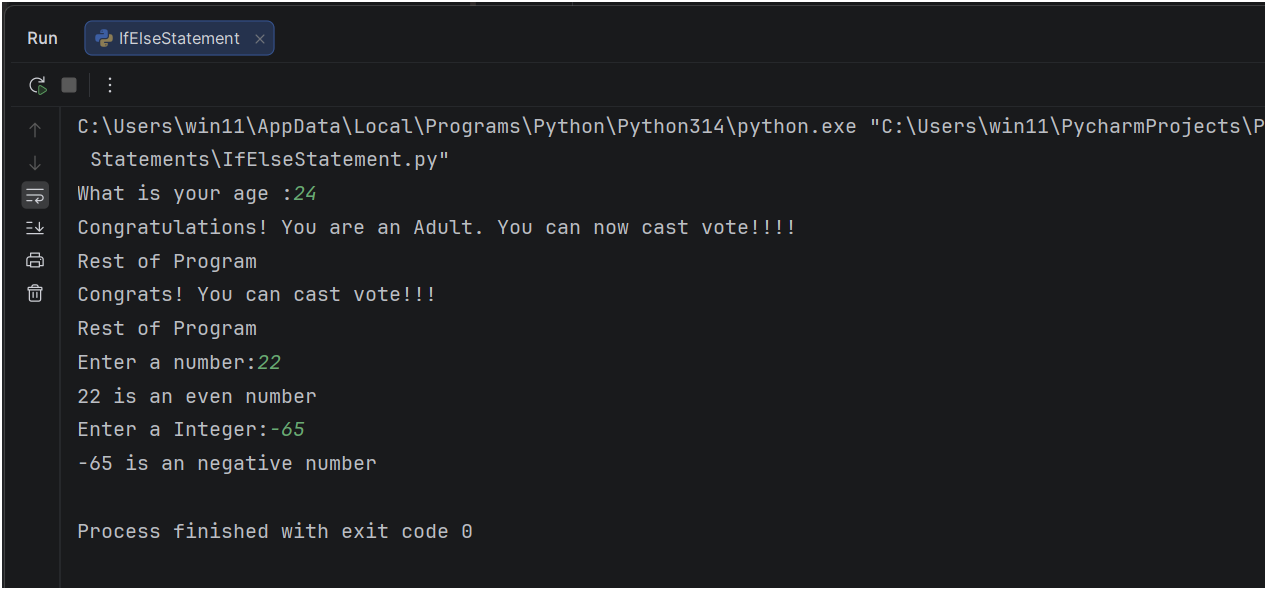 Run IfElseStatement
C:\Users\win11\AppData\Local\Programs\Python\Python314\python.exe "C:\Users\win11\PycharmProjects\P
Statements\IfElseStatement.py"
What is your age :24
Congratulations! You are an Adult. You can now cast vote!!!!
Rest of Program
Congrats! You can cast vote!!!
Rest of Program
Enter a number:22
22 is an even number
Enter a Integer:-65
-65 is an negative number
Process finished with exit code 0